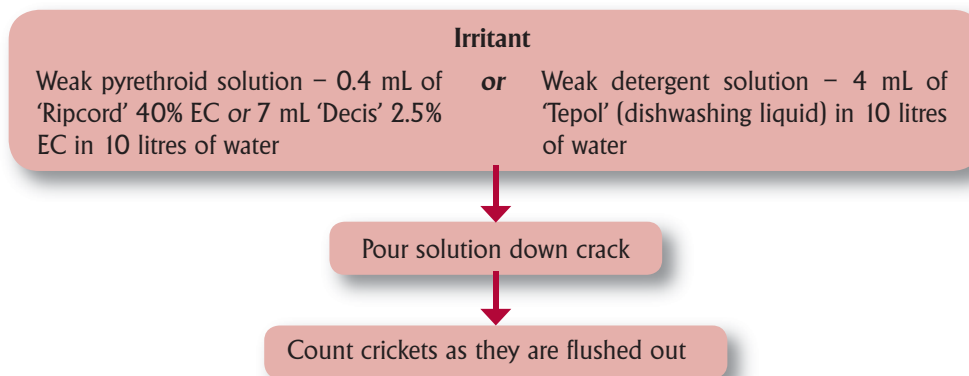 Irritant
Weak pyrethroid solution – 0.4 mL of
'Ripcord' 40% EC or 7 mL 'Decis' 2.5%
EC in 10 litres of water
or
Weak detergent solution – 4 mL of
'Tepol' (dishwashing liquid) in 10 litres
of water
Pour solution down crack
Count crickets as they are flushed out